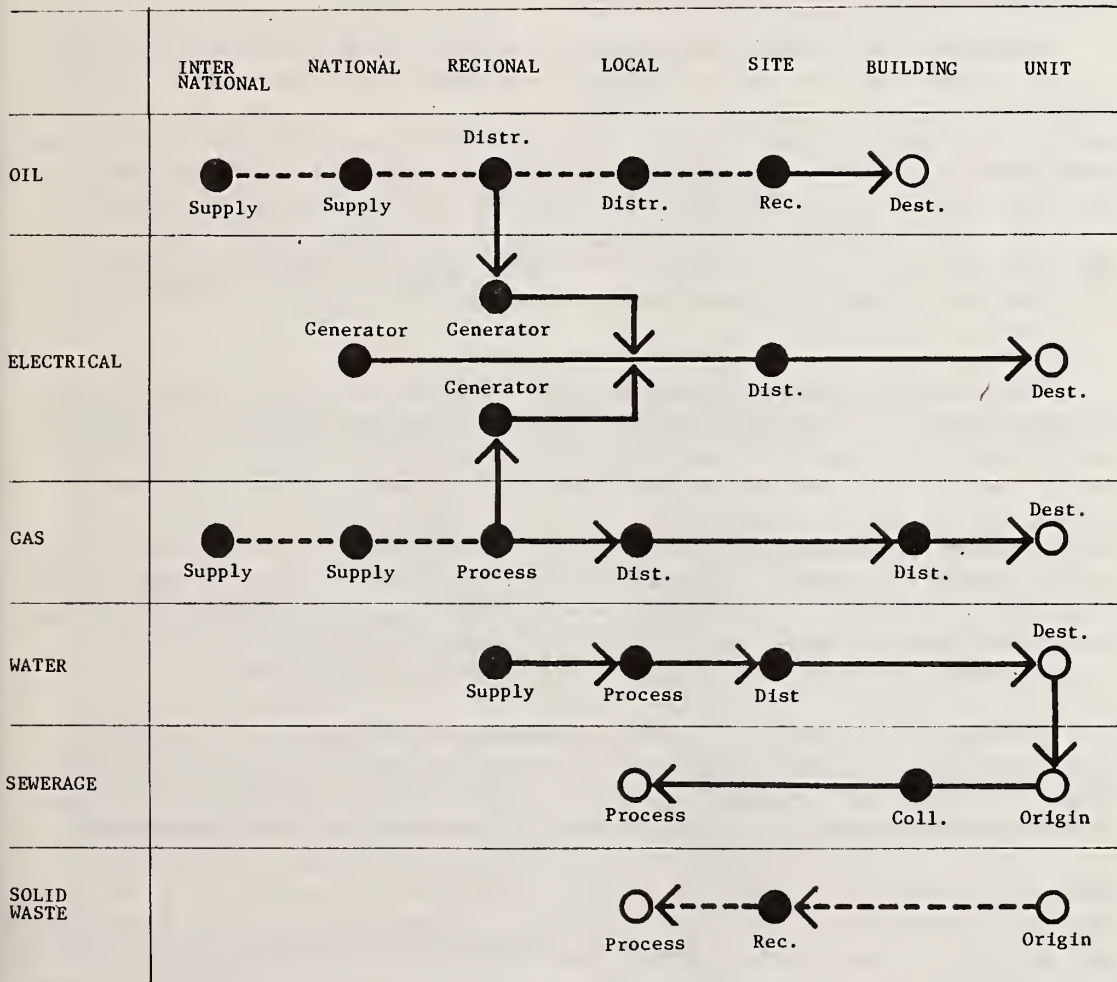 INTER NATIONAL REGIONAL LOCAL SITE BUILDING UNIT
NATIONAL
Distr.
OIL
Supply Supply Distr. Rec. Dest.
Generator Generator
ELECTRICAL
Generator Dist. Dest.
Dest.
GAS
Supply Supply Process Dist. Dist.
Dest.
WATER
Supply Process Dist
SEWERAGE
Process Coll. Origin
SOLID
WASTE
Process Rec. Origin